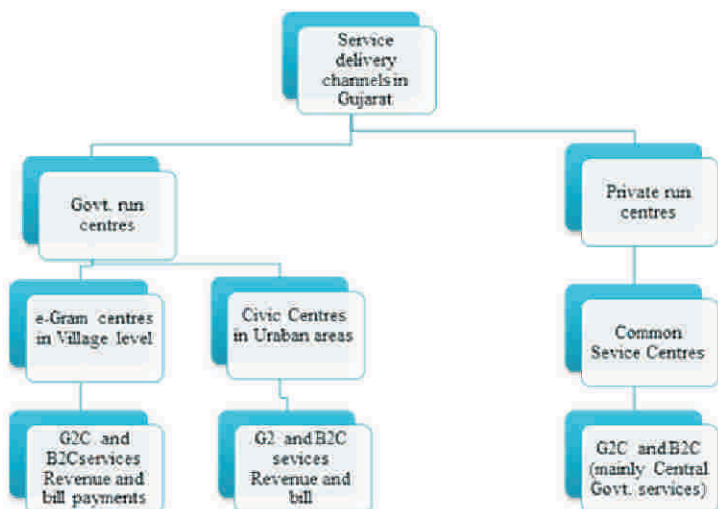 Service
delivery
channels in
Gujarat
Govt. run
centres
Private run
centres
e-Gram centres
in Village level
Civic Centres
in Uraban areas
Common
Sevice Centres
G2C and
B2Cservices
Revenue and
bill payments
G2 and B2C
sevices
Revenue and
bill
G2C and B2C
(mainly Central
Govt. services)